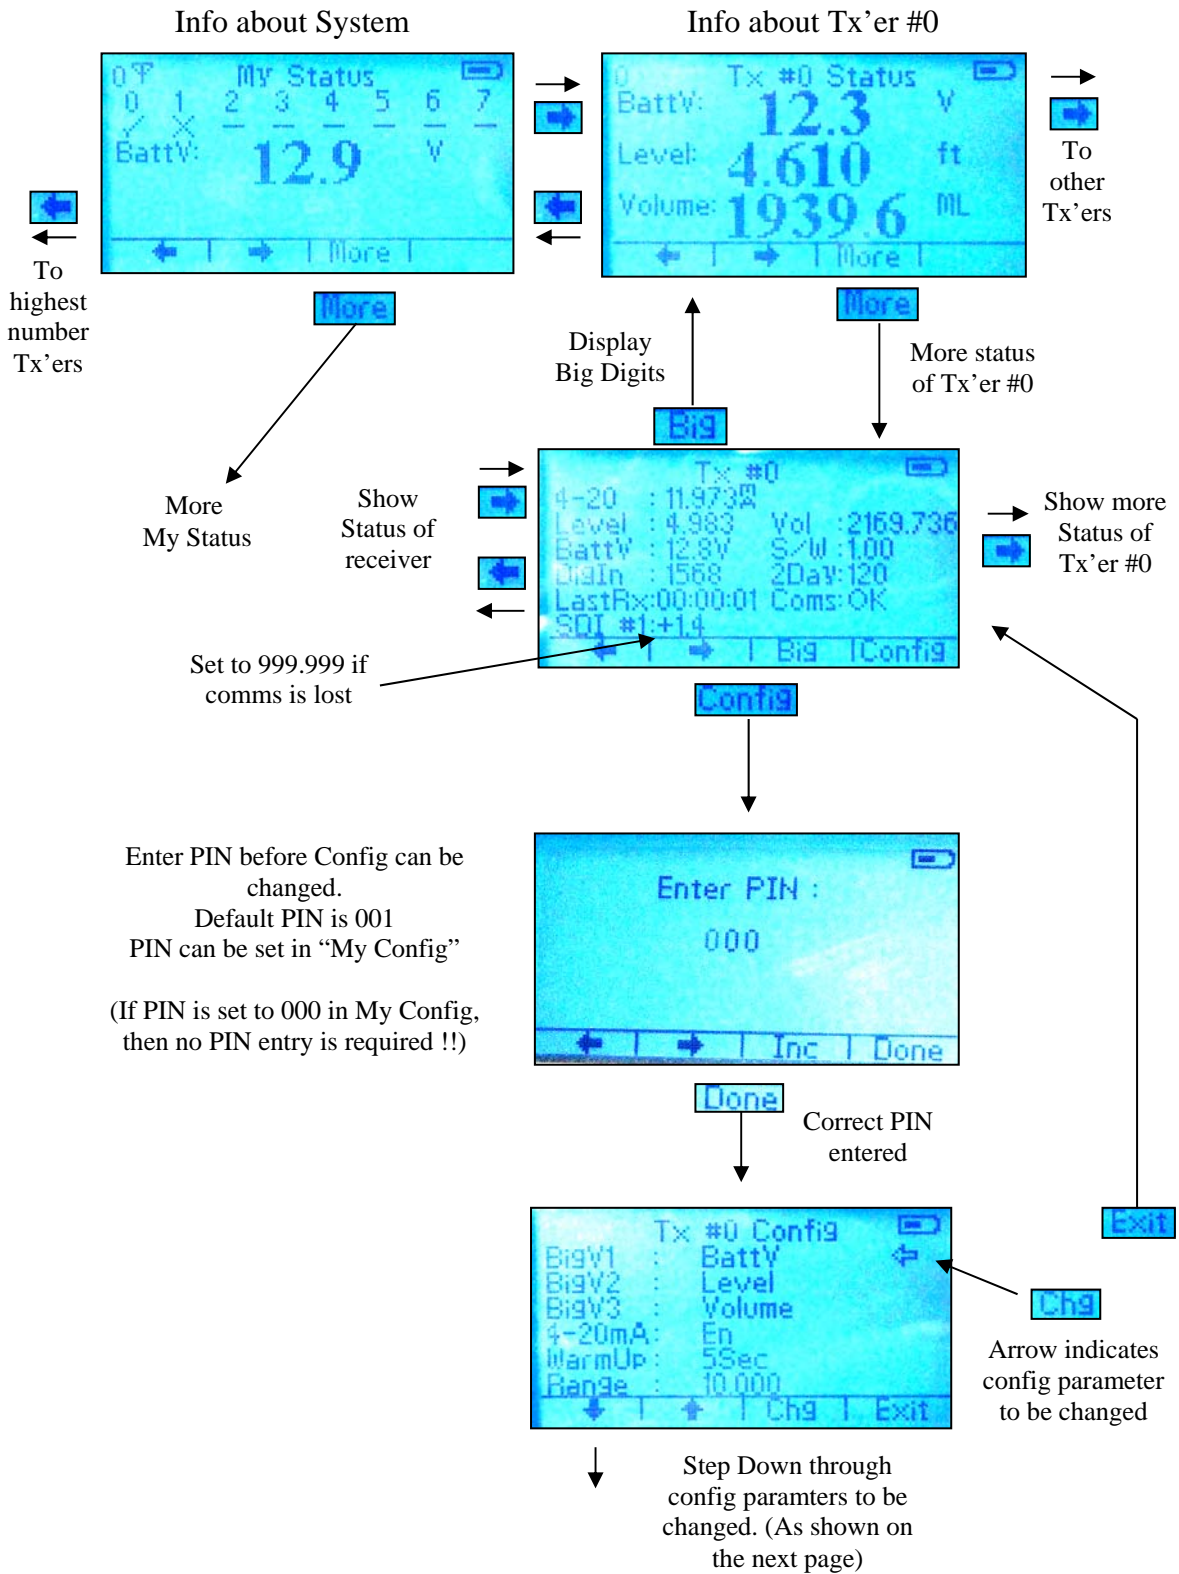 Info about System
Info about Tx'er #0
0 My Status
0 1 2 3 4 5 6 7
BattV: 12.9 V
More
0 Tx #0 Status
BattV: 12.3 V
Level: 4.610 ft
Volume: 1939.6 ML
More
To
other
Tx'ers
To
highest
number
Tx'ers
More
More
Display
Big Digits
More status
of Tx'er #0
Big
More
My Status
Show
Status of
receiver
Tx #0
4-20 : 11.973mA
Level : 4.983 Vol :2169.736
BattV : 12.8V S/W :1.00
DigIn : 1568 2Day:120
LastRx:00:00:01 Coms:OK
SDI #1:+1.4
Big Config
Show more
Status of
Tx'er #0
Set to 999.999 if
comms is lost
Config
Enter PIN before Config can be
changed.
Default PIN is 001
PIN can be set in “My Config”
(If PIN is set to 000 in My Config,
then no PIN entry is required !!)
Enter PIN :
000
Inc Done
Done
Correct PIN
entered
Tx #0 Config
BigV1 : BattV
BigV2 : Level
BigV3 : Volume
4-20mA: En
WarmUp: 5Sec
Range : 10.000
Chg Exit
Exit
Chg
Arrow indicates
config parameter
to be changed
Step Down through
config paramters to be
changed. (As shown on
the next page)